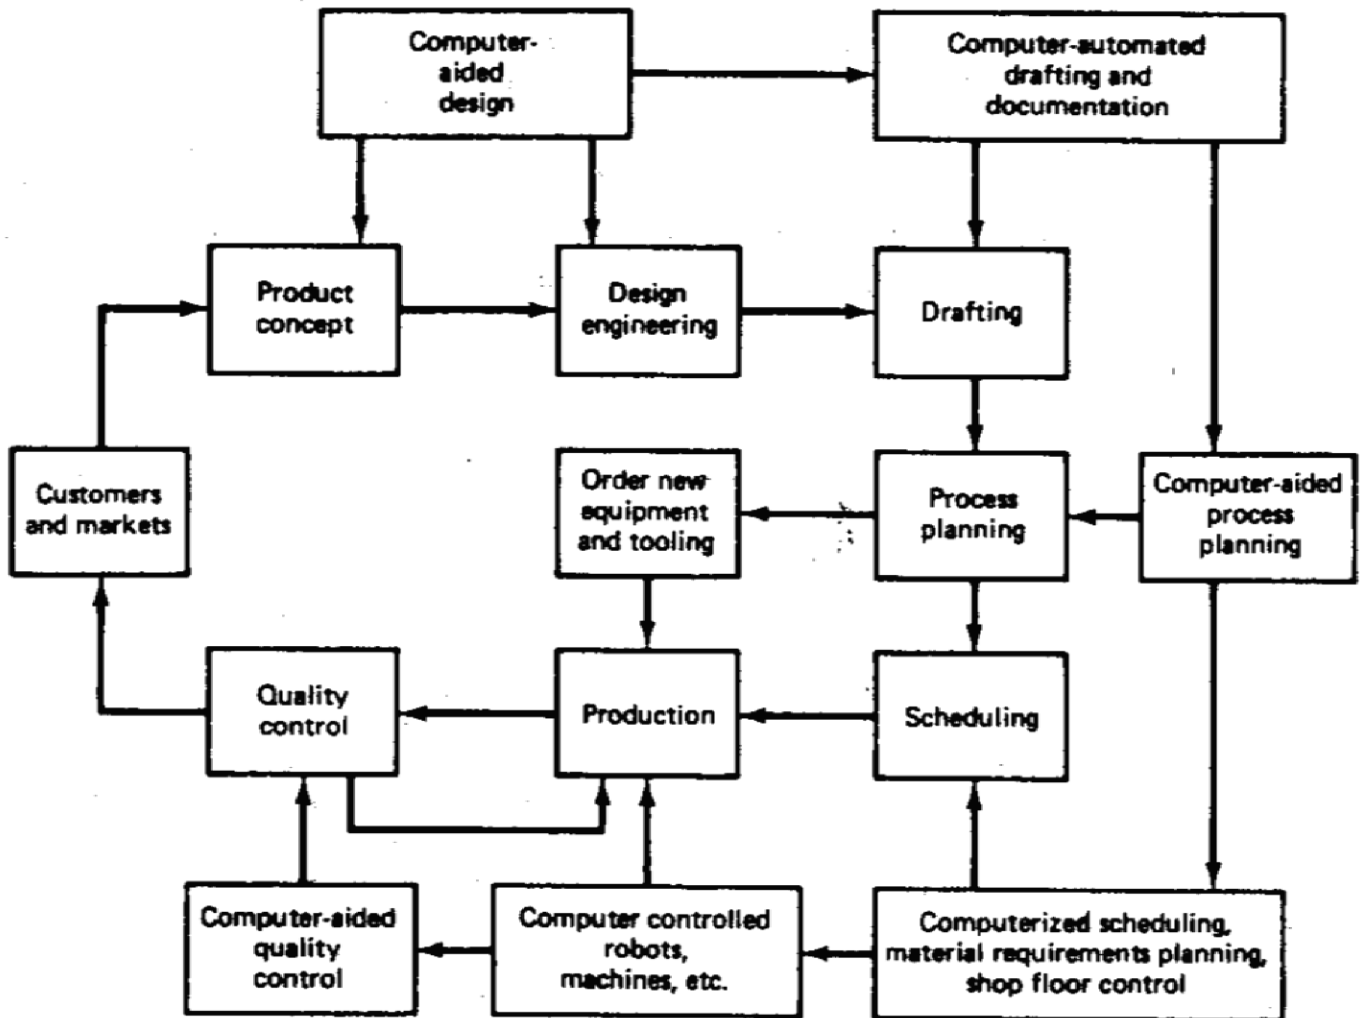 Computer-
aided
design
Computer-automated
drafting and
documentation
Product
concept
Design
engineering
Drafting
Customers
and markets
Order new
equipment
and tooling
Process
planning
Computer-aided
process
planning
Quality
control
Production
Scheduling
Computer-aided
quality
control
Computer controlled
robots,
machines, etc.
Computerized scheduling,
material requirements planning,
shop floor control